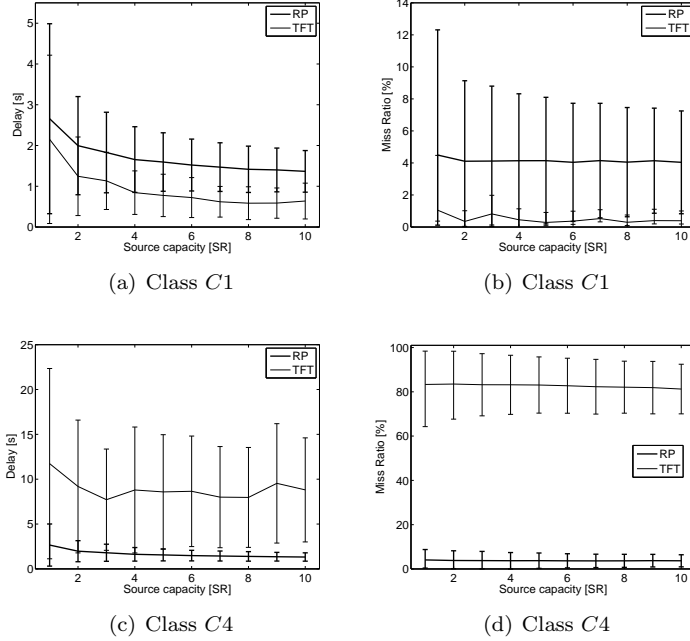 RP
TFT
5
4
3
2
1
0
Delay [s]
2 4 6 8 10
Source capacity [SR]
(a) Class C1
RP
TFT
14
12
10
8
6
4
2
0
Miss Ratio [%]
2 4 6 8 10
Source capacity [SR]
(b) Class C1
RP
TFT
25
20
15
10
5
0
Delay [s]
2 4 6 8 10
Source capacity [SR]
(c) Class C4
RP
TFT
100
80
60
40
20
0
Miss Ratio [%]
2 4 6 8 10
Source capacity [SR]
(d) Class C4